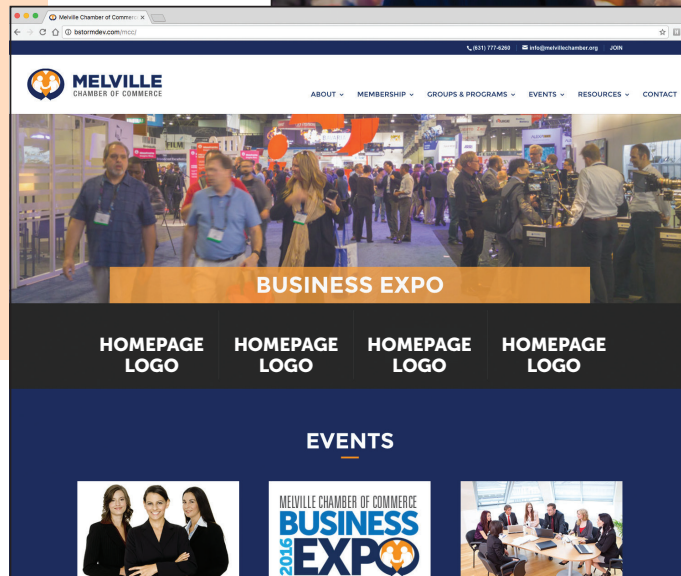 Melville Chamber of Commerc
bstormdev.com/mcc/
(631) 777-6260 info@melvillechamber.org JOIN
MELVILLE
CHAMBER OF COMMERCE
ABOUT MEMBERSHIP GROUPS & PROGRAMS EVENTS RESOURCES CONTACT
FILM
BUSINESS EXPO
HOMEPAGE HOMEPAGE HOMEPAGE HOMEPAGE
LOGO LOGO LOGO LOGO
EVENTS
MELVILLE CHAMBER OF COMMERCE
BUSINESS
2016 EXPO